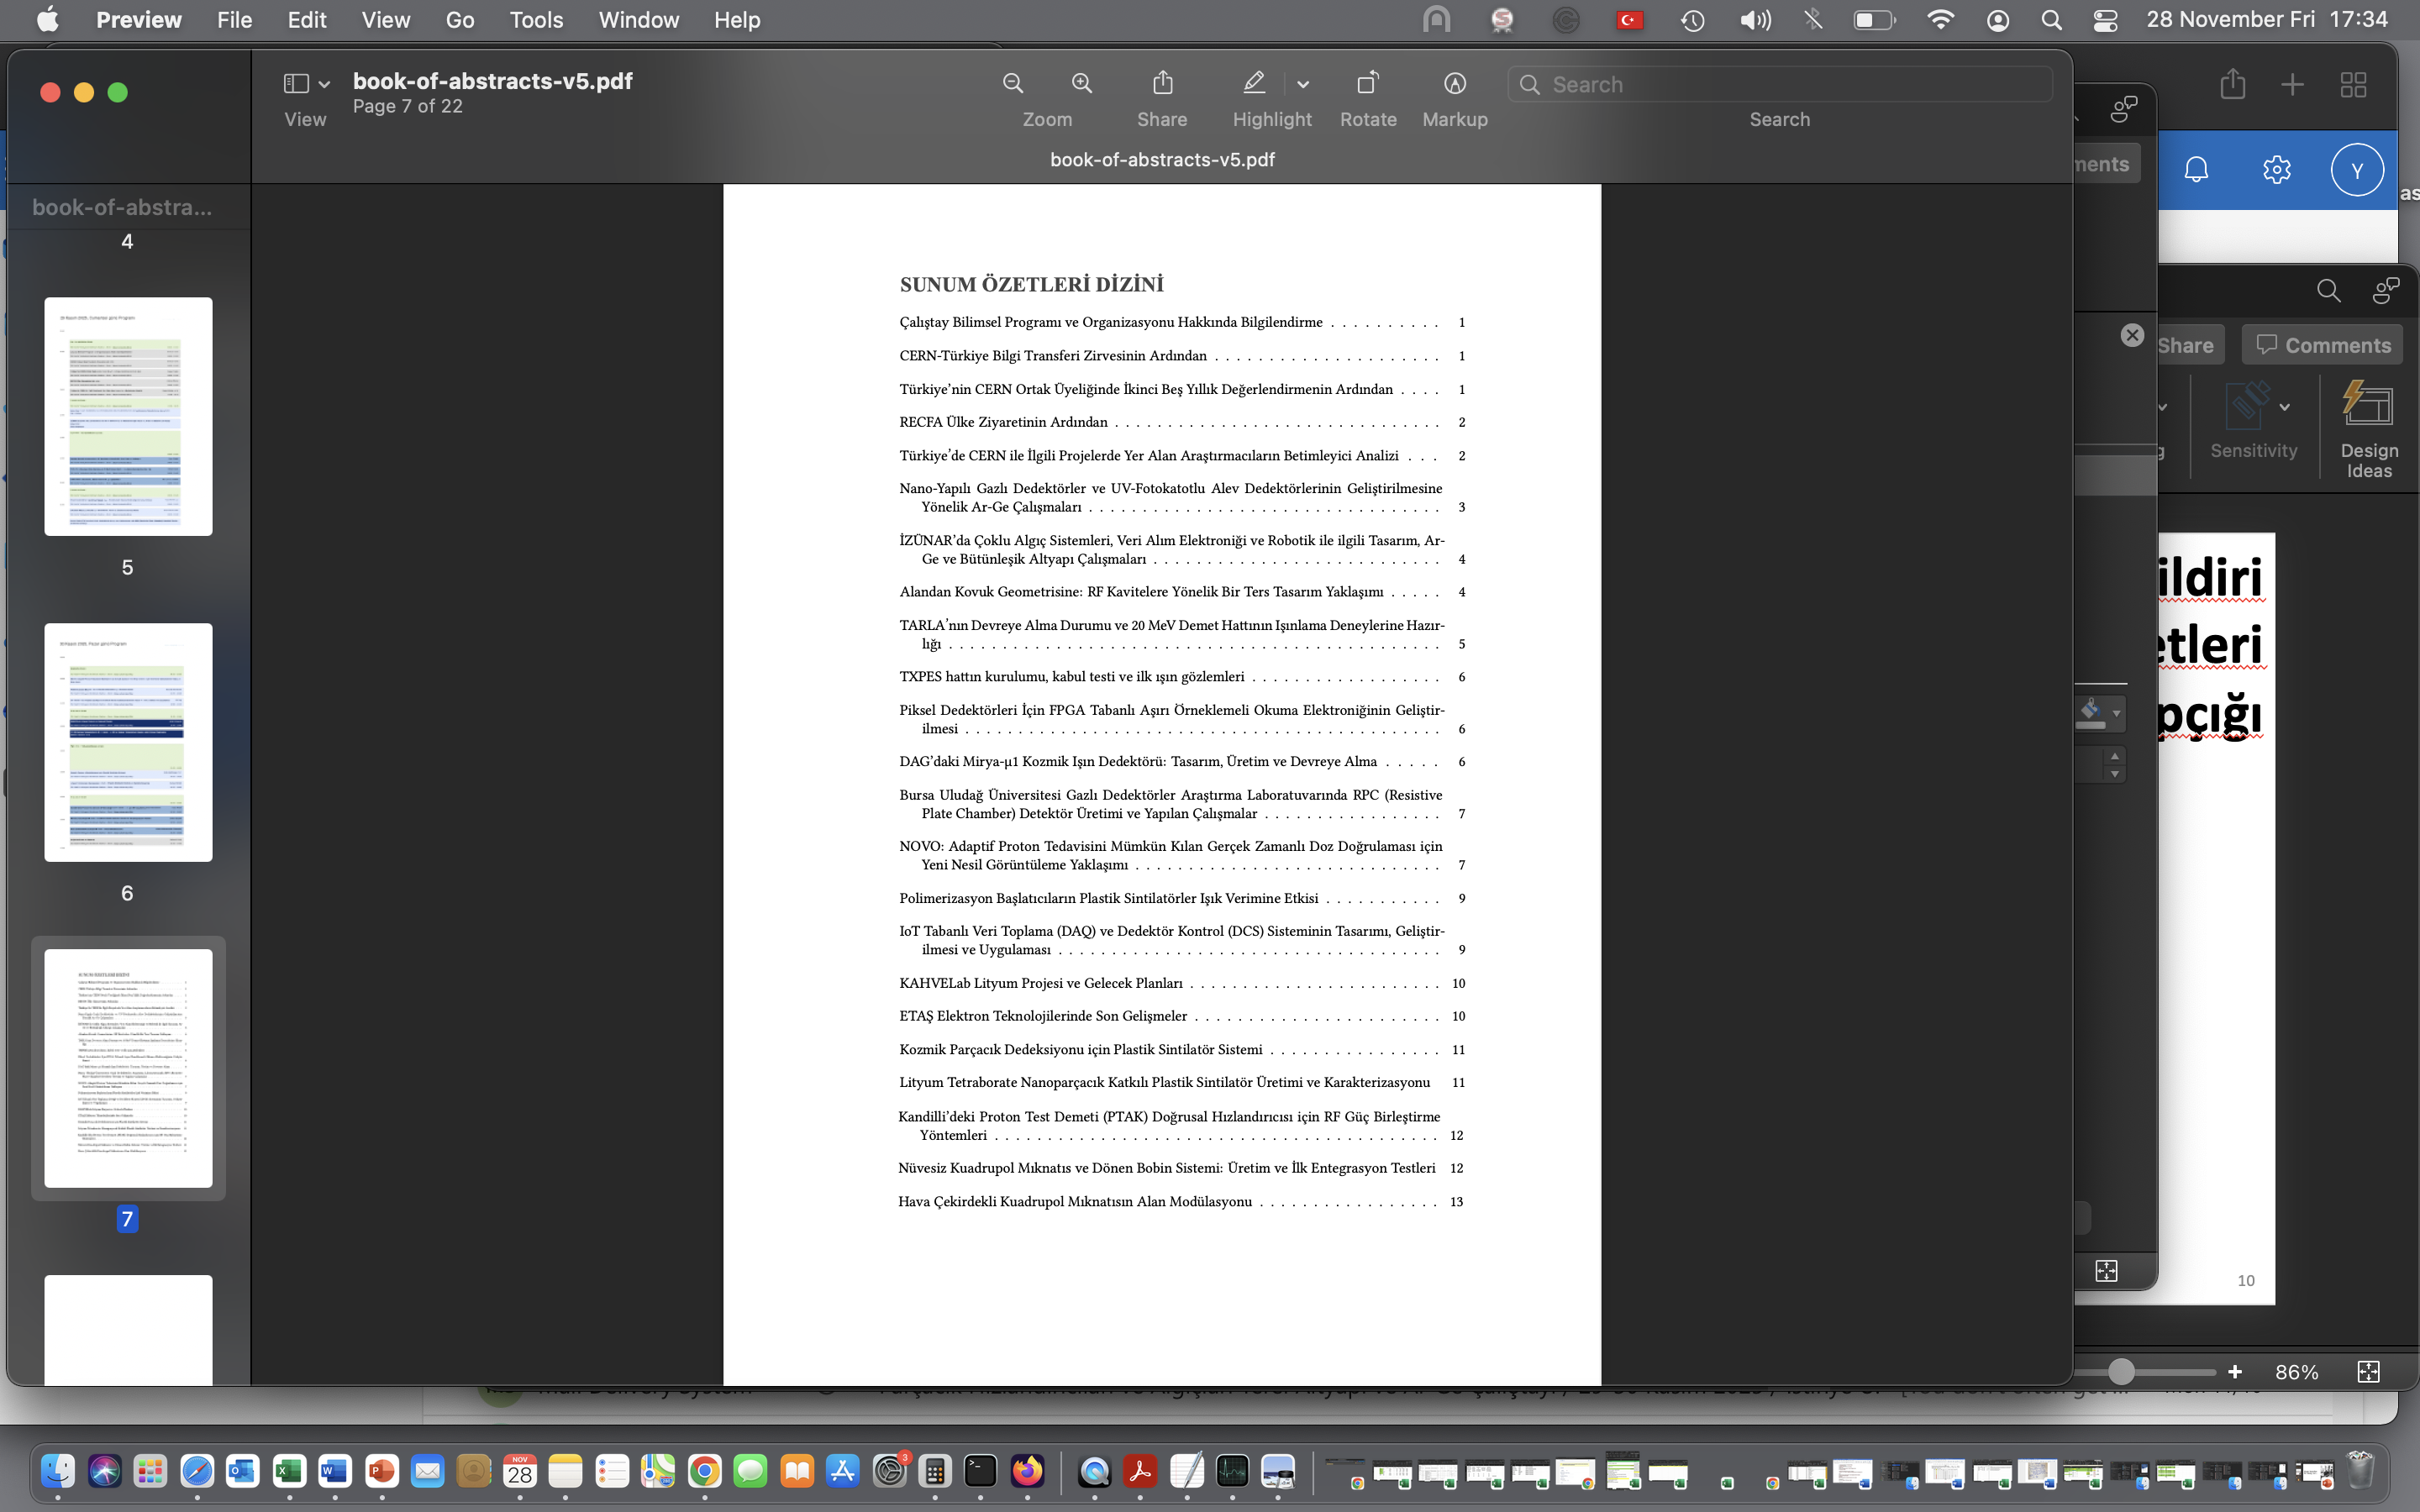 Preview File Edit View Go Tools Window Help 28 November Fri 17:34
book-of-abstracts-v5.pdf
Page 7 of 22
View Zoom Share Highlight Rotate Markup Search
Search
book-of-abstracts-v5.pdf
book-of-abstra...
4
5
6
7
SUNUM ÖZETLERİ DİZİNİ
Çalıştay Bilimsel Programı ve Organizasyonu Hakkında Bilgilendirme . . . . . . . . . . 1
CERN-Türkiye Bilgi Transferi Zirvesinin Ardından . . . . . . . . . . 1
Türkiye'nin CERN Ortak Üyeliğinde İkinci Beş Yıllık Değerlendirmenin Ardından . . . . 1
RECFA Ülke Ziyaretinin Ardından . . . . . . . . . . 2
Türkiye'de CERN ile İlgili Projelerde Yer Alan Araştırmacıların Betimleyici Analizi . . . 2
Nano-Yapılı Gazlı Dedektörler ve UV-Fotokatotlu Alev Dedektörlerinin Geliştirilmesine
Yönelik Ar-Ge Çalışmaları . . . . . . . . . . 3
İZÜNAR'da Çoklu Algıç Sistemleri, Veri Alım Elektroniği ve Robotik ile ilgili Tasarım, Ar-
Ge ve Bütünleşik Altyapı Çalışmaları . . . . . . . . . . 4
Alandan Kovuk Geometrisine: RF Kavitelere Yönelik Bir Ters Tasarım Yaklaşımı . . . . . 4
TARLA'nın Devreye Alma Durumu ve 20 MeV Demet Hattının Işınlama Deneylerine Hazır-
lığı . . . . . . . . . . 5
TXPES hattın kurulumu, kabul testi ve ilk ışın gözlemleri . . . . . . . . . . 6
Piksel Dedektörleri İçin FPGA Tabanlı Aşırı Örneklemeli Okuma Elektroniğinin Geliştir-
ilmesi . . . . . . . . . . 6
DAG'daki Mirya-µ1 Kozmik Işın Dedektörü: Tasarım, Üretim ve Devreye Alma . . . . . 6
Bursa Uludağ Üniversitesi Gazlı Dedektörler Araştırma Laboratuvarında RPC (Resistive
Plate Chamber) Detektör Üretimi ve Yapılan Çalışmalar . . . . . . . . . . 7
NOVO: Adaptif Proton Tedavisini Mümkün Kılan Gerçek Zamanlı Doz Doğrulaması için
Yeni Nesil Görüntüleme Yaklaşımı . . . . . . . . . . 7
Polimerizasyon Başlatıcıların Plastik Sintilatörler Işık Verimine Etkisi . . . . . . . . . . 9
IoT Tabanlı Veri Toplama (DAQ) ve Dedektör Kontrol (DCS) Sisteminin Tasarımı, Geliştir-
ilmesi ve Uygulaması . . . . . . . . . . 9
KAHVELab Lityum Projesi ve Gelecek Planları . . . . . . . . . . 10
ETAŞ Elektron Teknolojilerinde Son Gelişmeler . . . . . . . . . . 10
Kozmik Parçacık Dedeksiyonu için Plastik Sintilatör Sistemi . . . . . . . . . . 11
Lityum Tetraborate Nanoparçacık Katkılı Plastik Sintilatör Üretimi ve Karakterizasyonu 11
Kandilli'deki Proton Test Demeti (PTAK) Doğrusal Hızlandırıcısı için RF Güç Birleştirme
Yöntemleri . . . . . . . . . . 12
Nüvesiz Kuadrupol Mıknatıs ve Dönen Bobin Sistemi: Üretim ve İlk Entegrasyon Testleri 12
Hava Çekirdekli Kuadrupol Mıknatısın Alan Modülasyonu . . . . . . . . . . 13
ments
Y
as
Share Comments
Sensitivity
Design
Ideas
ildiri
etleri
pçığı
10
86%
3
NOV
28